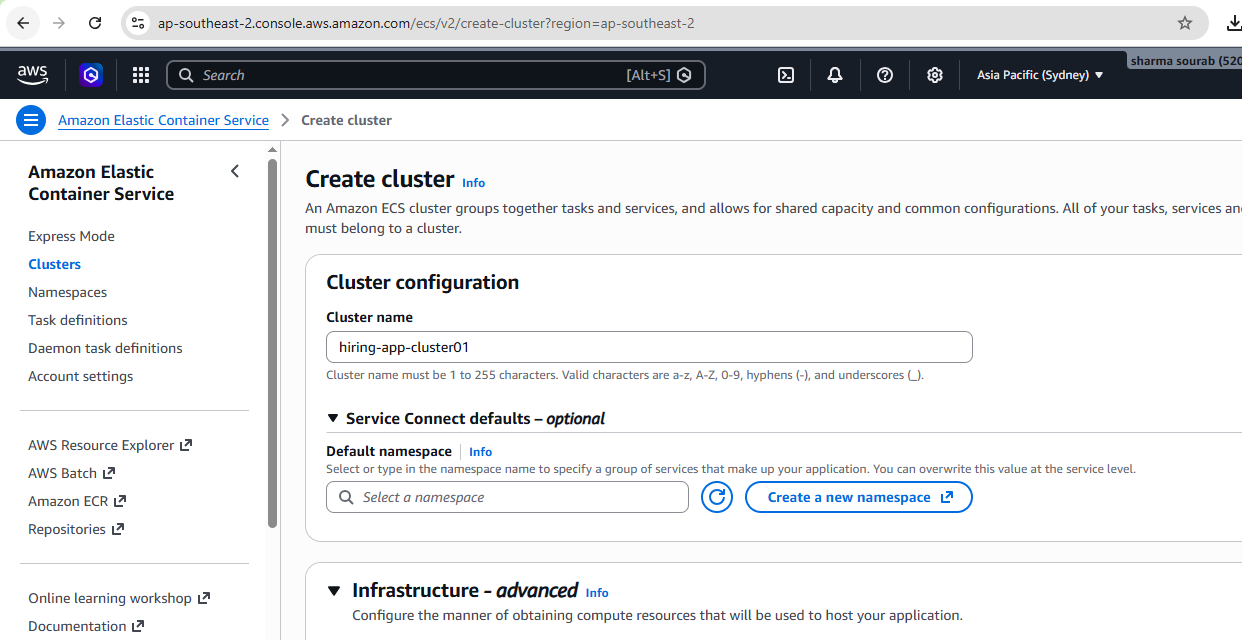 ap-southeast-2.console.aws.amazon.com/ecs/v2/create-cluster?region=ap-southeast-2
sharma sourab (520
aws
Search
[Alt+S]
Asia Pacific (Sydney)
Amazon Elastic Container Service
Create cluster
Amazon Elastic
Container Service
Express Mode
Clusters
Namespaces
Task definitions
Daemon task definitions
Account settings
AWS Resource Explorer
AWS Batch
Amazon ECR
Repositories
Online learning workshop
Documentation
Create cluster Info
An Amazon ECS cluster groups together tasks and services, and allows for shared capacity and common configurations. All of your tasks, services and
must belong to a cluster.
Cluster configuration
Cluster name
hiring-app-cluster01
Cluster name must be 1 to 255 characters. Valid characters are a-z, A-Z, 0-9, hyphens (-), and underscores (_).
Service Connect defaults – optional
Default namespace Info
Select or type in the namespace name to specify a group of services that make up your application. You can overwrite this value at the service level.
Select a namespace
Create a new namespace
Infrastructure - advanced Info
Configure the manner of obtaining compute resources that will be used to host your application.